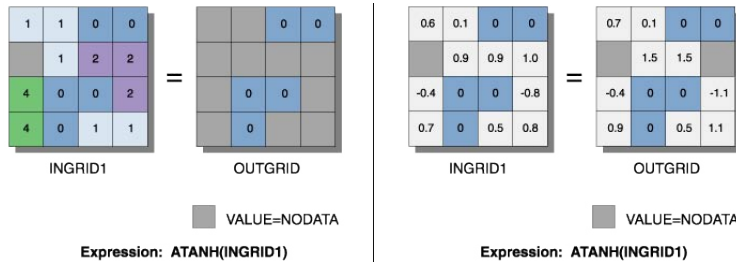 1 1 0 0
1 2 2
4 0 0 2
4 0 1 1
INGRID1
=
0 0
0 0
0
OUTGRID
VALUE=NODATA
Expression: ATANH(INGRID1)
0.6 0.1 0 0
0.9 0.9 1.0
-0.4 0 0 -0.8
0.7 0 0.5 0.8
INGRID1
=
0.7 0.1 0 0
1.5 1.5
-0.4 0 0 -1.1
0.9 0 0.5 1.1
OUTGRID
VALUE=NODATA
Expression: ATANH(INGRID1)